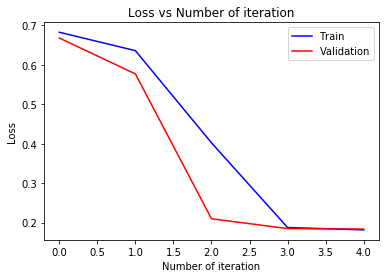 Loss vs Number of iteration
Train
Validation
Loss
0.7
0.6
0.5
0.4
0.3
0.2
0.0 0.5 1.0 1.5 2.0 2.5 3.0 3.5 4.0
Number of iteration